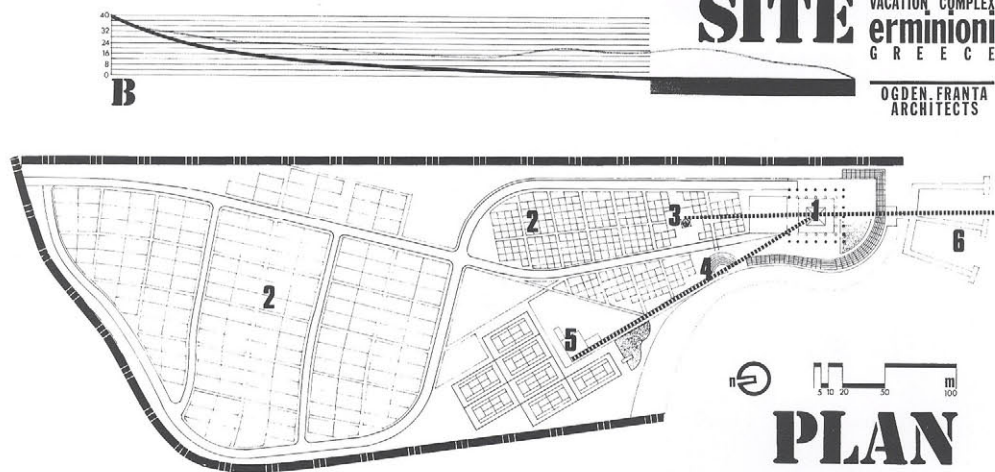 SITE
VACATION COMPLEX
erminioni
GREECE
OGDEN.FRANTA
ARCHITECTS
40
32
24
16
8
0
B
2
2
3
1
4
5
6
n
5 10 20 50 100
m
PLAN